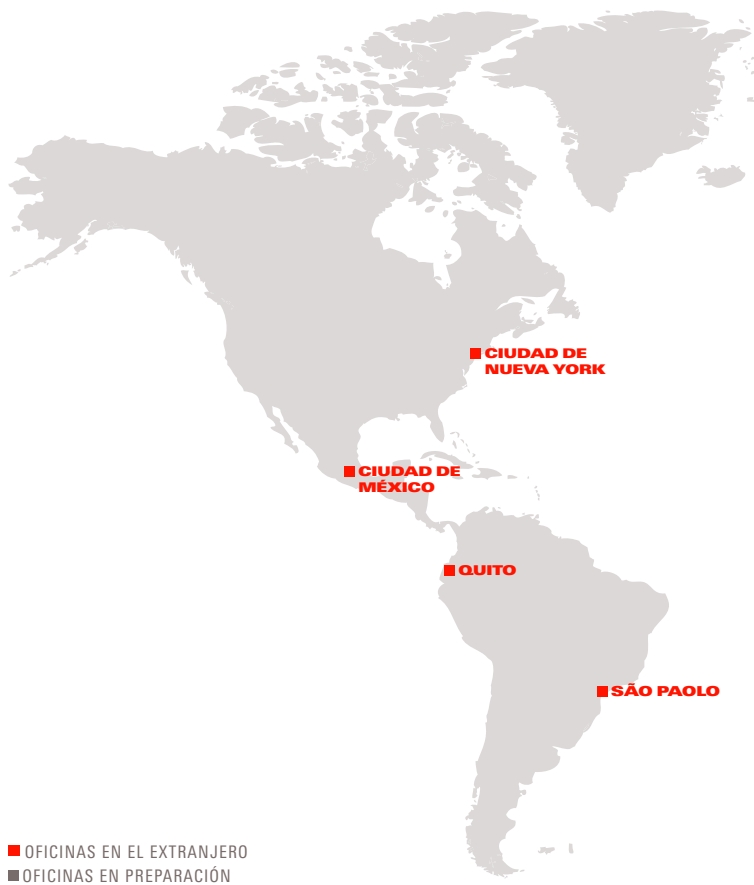 CIUDAD DE
NUEVA YORK
CIUDAD DE
MÉXICO
QUITO
SÃO PAOLO
OFICINAS EN EL EXTRANJERO
OFICINAS EN PREPARACIÓN